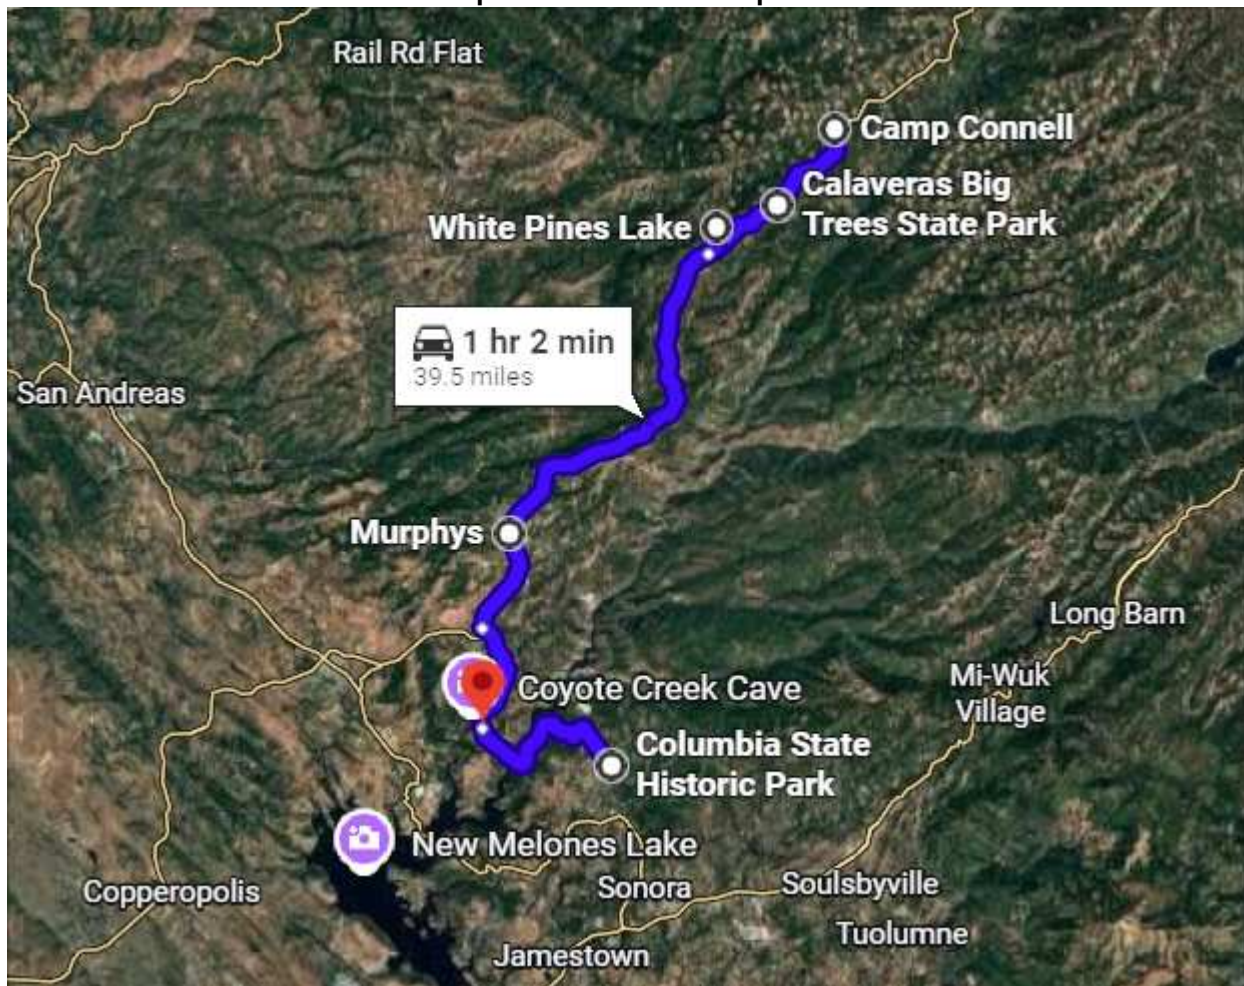 Rail Rd Flat
Camp Connell
Calaveras Big
Trees State Park
White Pines Lake
1 hr 2 min
39.5 miles
San Andreas
Murphys
Long Barn
Mi-Wuk
Village
Coyote Creek Cave
Columbia State
Historic Park
New Melones Lake
Copperopolis
Sonora
Soulsbyville
Tuolumne
Jamestown